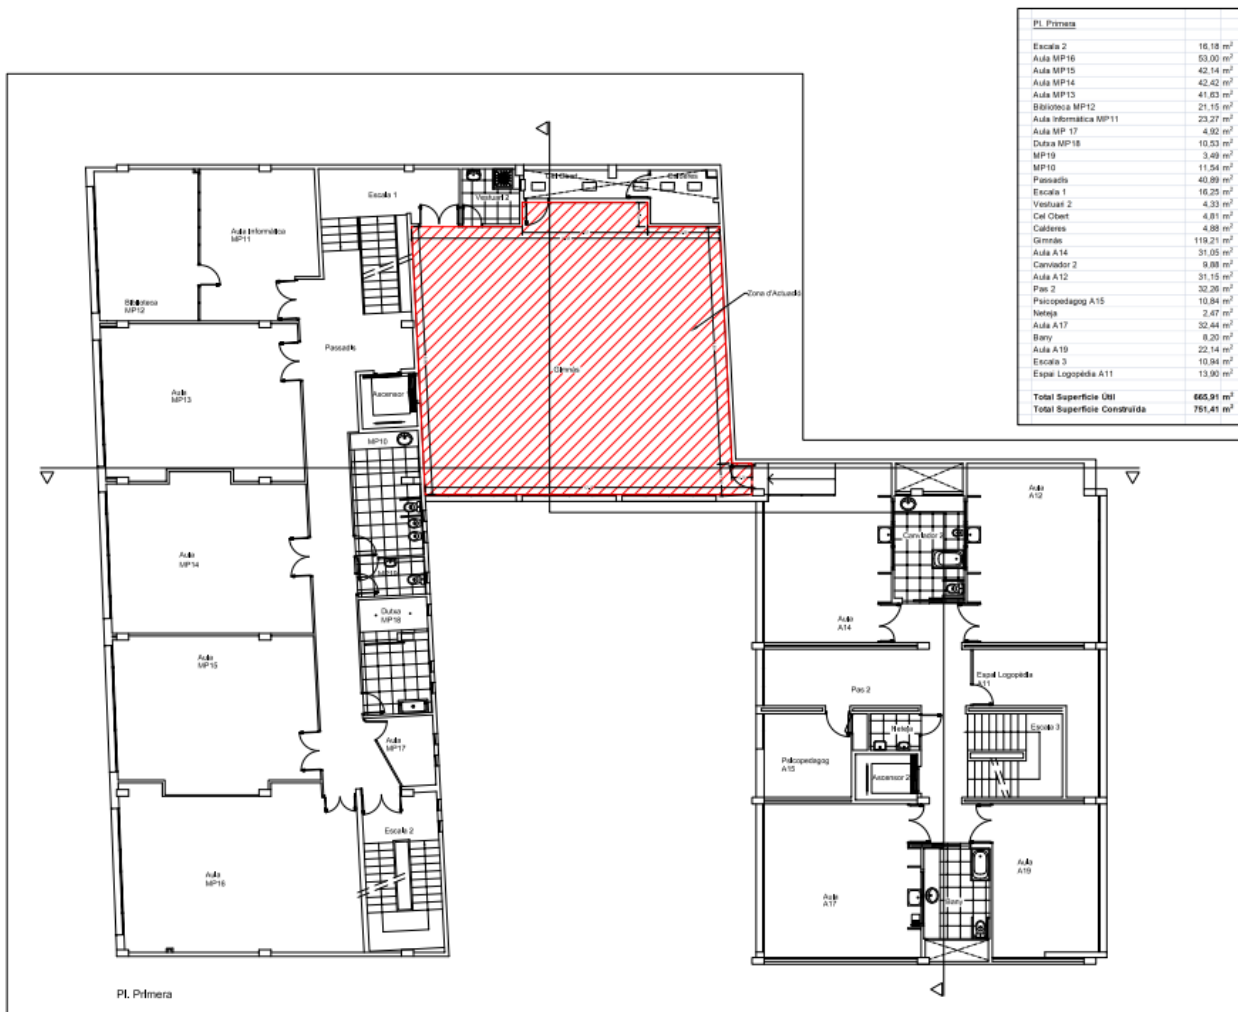 Pl. Primera
Escala 2 16,18 m²
Aula MP16 53,00 m²
Aula MP15 42,14 m²
Aula MP14 42,42 m²
Aula MP13 41,63 m²
Biblioteca MP12 21,15 m²
Aula Informàtica MP11 23,27 m²
Aula MP 17 4,92 m²
Dutxa MP18 10,53 m²
MP19 3,49 m²
MP10 11,54 m²
Passadís 40,89 m²
Escala 1 16,25 m²
Vestuari 2 4,33 m²
Cel Obert 4,81 m²
Calderes 4,88 m²
Gimnàs 119,21 m²
Aula A14 31,05 m²
Canviador 2 9,88 m²
Aula A12 31,15 m²
Pas 2 32,26 m²
Psicopedagog A15 10,84 m²
Neteja 2,47 m²
Aula A17 32,44 m²
Bany 8,20 m²
Aula A19 22,14 m²
Escala 3 10,94 m²
Espai Logopèdia A11 13,90 m²
Total Superfície Útil 665,91 m²
Total Superfície Construïda 751,41 m²
Cel Obert
Calderes
Escala 1
Vestuari 2
Aula Informàtica
MP11
Biblioteca
MP12
Zona d'Actuació
Passadís
Gimnàs
Aula
MP13
Ascensor
MP10
Aula
A12
Canviador 2
Aula
MP14
MP19
Dutxa
MP18
Aula
A14
Aula
MP15
Espai Logopèdia
A11
Pas 2
Neteja
Escala 3
Aula
MP17
Psicopedagog
A15
Ascensor 2
Escala 2
Aula
MP16
Aula
A19
Aula
A17
Bany
Pl. Primera